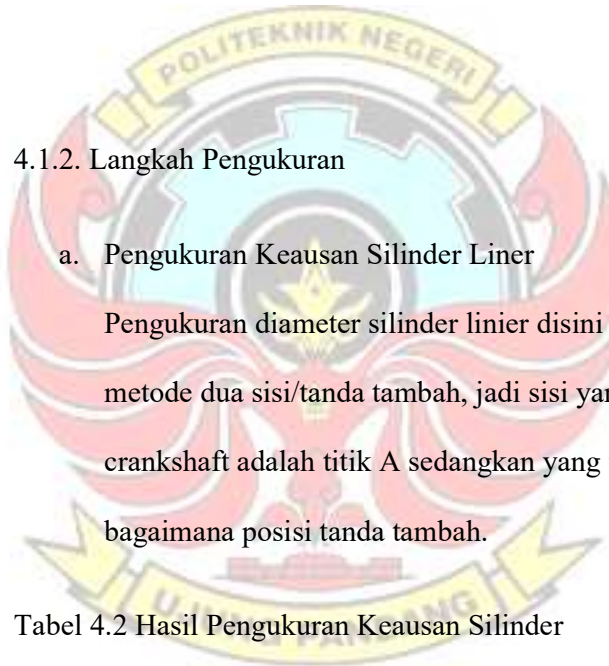 POLITEKNIK NEGERI
4.1.2. Langkah Pengukuran
a. Pengukuran Keausan Silinder Liner
Pengukuran diameter silinder linier disini
metode dua sisi/tanda tambah, jadi sisi
crankshaft adalah titik A sedangkan yang
bagaimana posisi tanda tambah.
Tabel 4.2 Hasil Pengukuran Keausan Silinder
UJUNG PANDANG